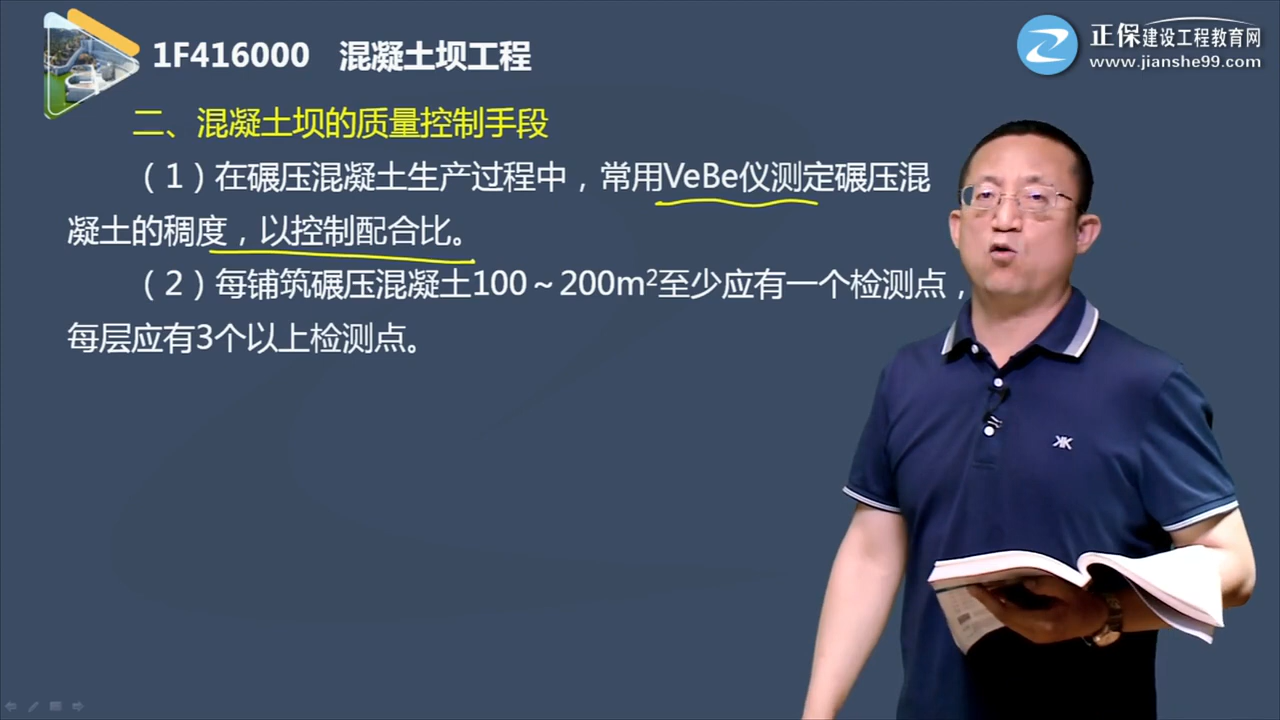 1F416000 混凝土坝工程
正保建设工程教育网
www.jianshe99.com
二、混凝土坝的质量控制手段
（1）在碾压混凝土生产过程中，常用VeBe仪测定碾压混
凝土的稠度，以控制配合比。
（2）每铺筑碾压混凝土100～200m²至少应有一个检测点，
每层应有3个以上检测点。